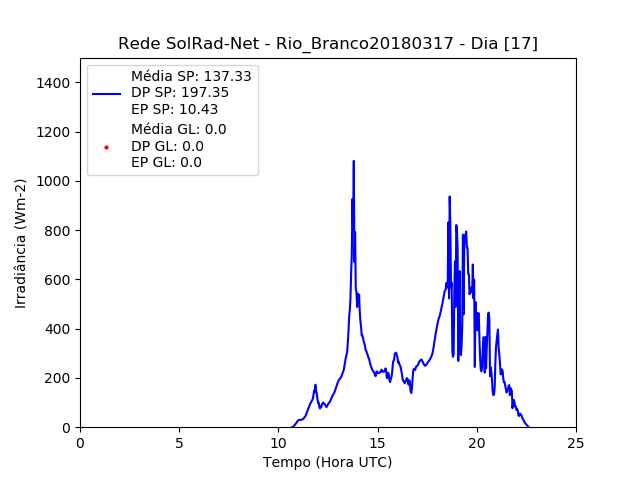 Rede SolRad-Net - Rio_Branco20180317 - Dia [17]
Média SP: 137.33
DP SP: 197.35
EP SP: 10.43
Média GL: 0.0
DP GL: 0.0
EP GL: 0.0
Irradiância (Wm-2)
1400
1200
1000
800
600
400
200
0
0 5 10 15 20 25
Tempo (Hora UTC)